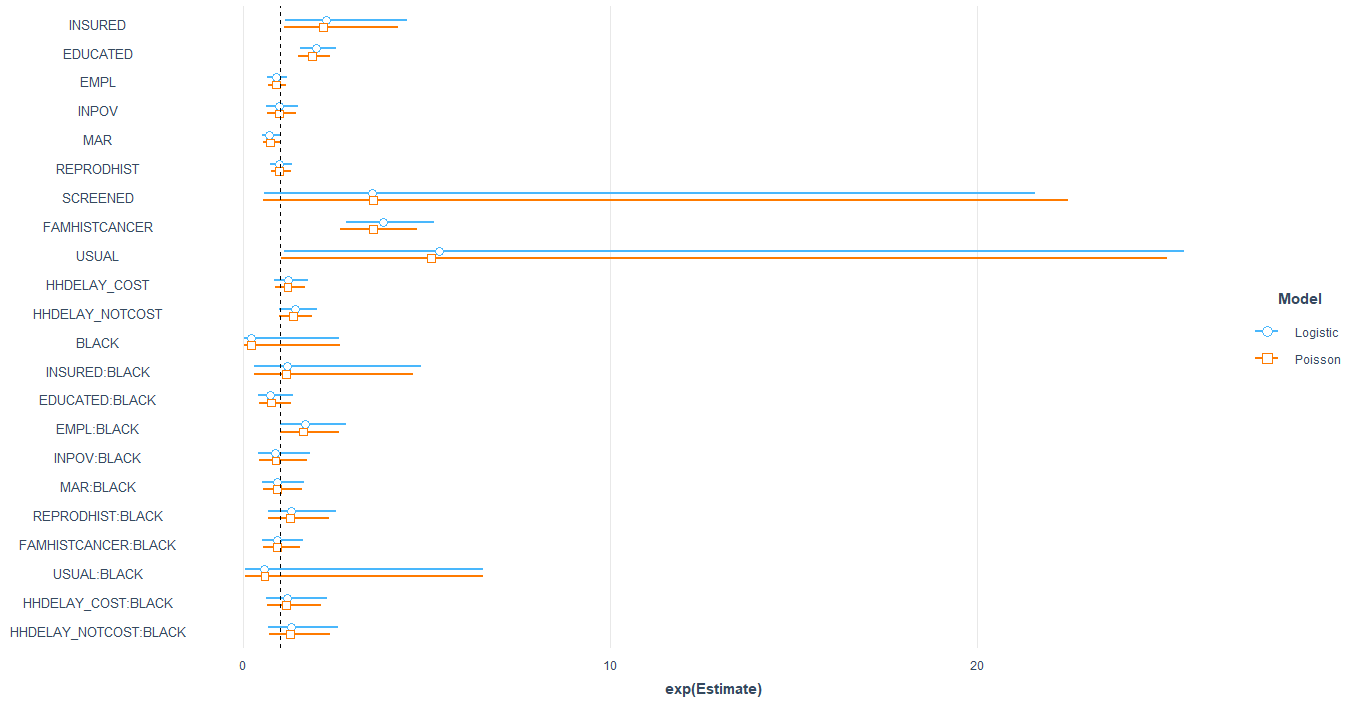 INSURED
EDUCATED
EMPL
INPOV
MAR
REPRODHIST
SCREENED
FAMHISTCANCER
USUAL
HHDELAY_COST
HHDELAY_NOTCOST
BLACK
INSURED:BLACK
EDUCATED:BLACK
EMPL:BLACK
INPOV:BLACK
MAR:BLACK
REPRODHIST:BLACK
FAMHISTCANCER:BLACK
USUAL:BLACK
HHDELAY_COST:BLACK
HHDELAY_NOTCOST:BLACK
0 10 20
exp(Estimate)
Model
Logistic
Poisson